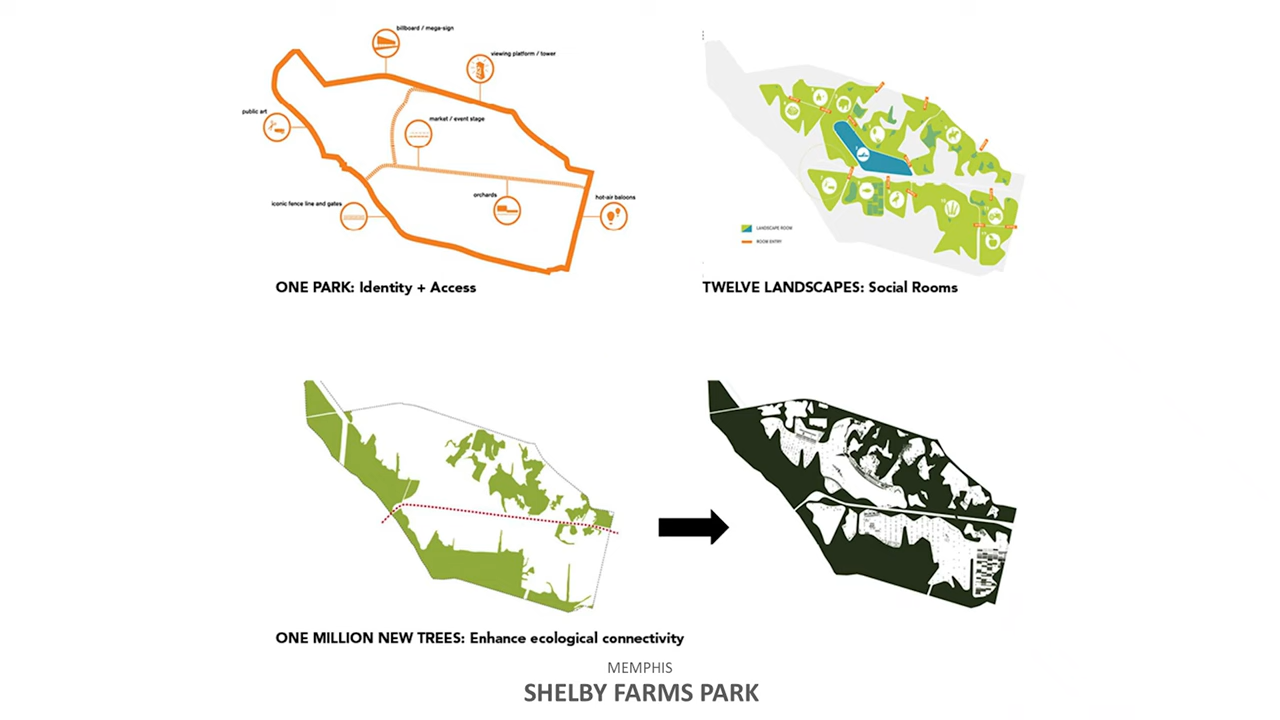 billboard / mega-sign
viewing platform / tower
public art
market / event stage
orchards
hot-air baloons
iconic fence line and gates
ONE PARK: Identity + Access
LANDSCAPE ROOM
ROOM ENTRY
TWELVE LANDSCAPES: Social Rooms
ONE MILLION NEW TREES: Enhance ecological connectivity
MEMPHIS
SHELBY FARMS PARK